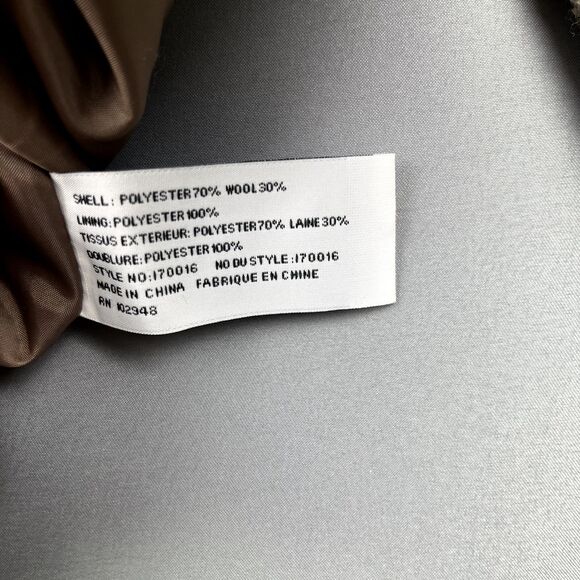 SHELL: POLYESTER70% WOOL30%
LINING:POLYESTER100%
TISSUS EXTERIEUR:POLYESTER70% LAINE30%
DOUBLURE:POLYESTER100%
STYLE NO:170016 NO DU STYLE:170016
MADE IN CHINA FABRIQUE EN CHINE
RN 102948